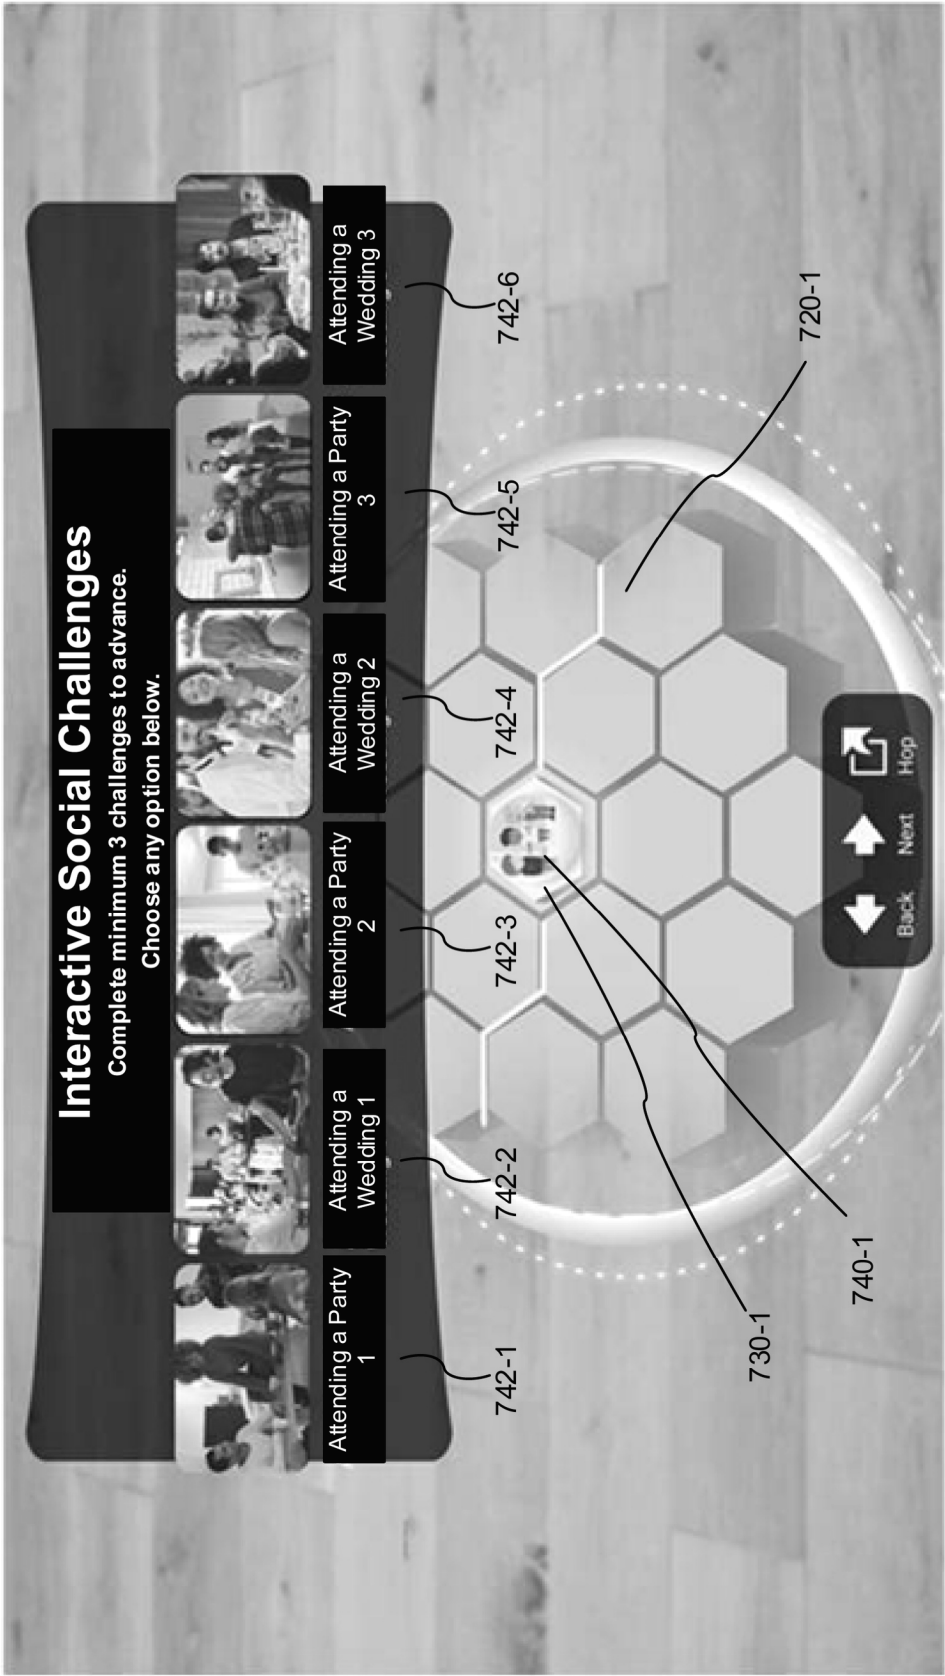 Interactive Social Challenges
Complete minimum 3 challenges to advance.
Choose any option below.
Attending a Party
1
Attending a
Wedding 1
Attending a Party
2
Attending a
Wedding 2
Attending a Party
3
Attending a
Wedding 3
742-1
742-2
742-3
742-4
742-5
742-6
720-1
730-1
740-1
Back
Next
Hop